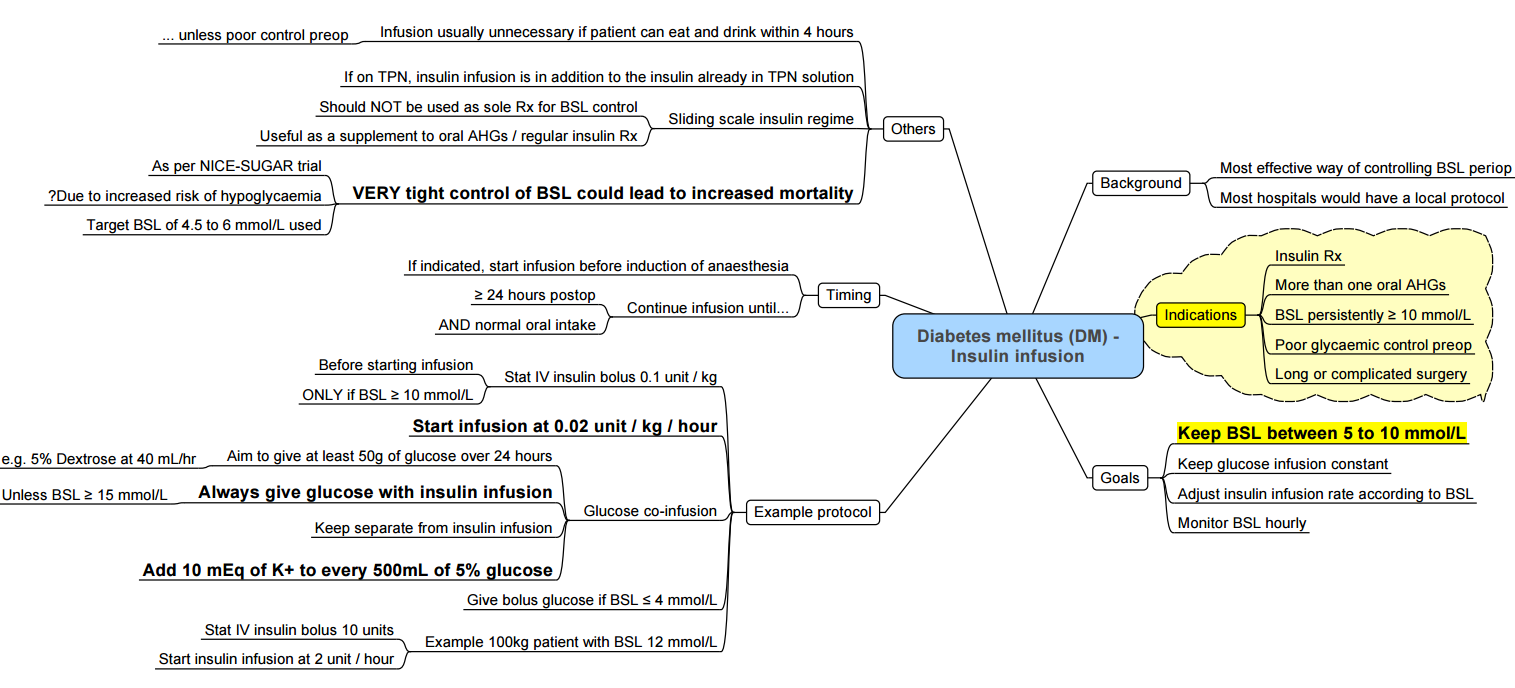 Diabetes mellitus (DM) -
Insulin infusion
Background
Most effective way of controlling BSL periop
Most hospitals would have a local protocol
Indications
Insulin Rx
More than one oral AHGs
BSL persistently ≥ 10 mmol/L
Poor glycaemic control preop
Long or complicated surgery
Goals
Keep BSL between 5 to 10 mmol/L
Keep glucose infusion constant
Adjust insulin infusion rate according to BSL
Monitor BSL hourly
Example protocol
Stat IV insulin bolus 0.1 unit / kg
Before starting infusion
ONLY if BSL ≥ 10 mmol/L
Start infusion at 0.02 unit / kg / hour
Glucose co-infusion
Aim to give at least 50g of glucose over 24 hours
e.g. 5% Dextrose at 40 mL/hr
Always give glucose with insulin infusion
Unless BSL ≥ 15 mmol/L
Keep separate from insulin infusion
Add 10 mEq of K+ to every 500mL of 5% glucose
Give bolus glucose if BSL ≤ 4 mmol/L
Example 100kg patient with BSL 12 mmol/L
Stat IV insulin bolus 10 units
Start insulin infusion at 2 unit / hour
Timing
If indicated, start infusion before induction of anaesthesia
Continue infusion until...
≥ 24 hours postop
AND normal oral intake
Others
Infusion usually unnecessary if patient can eat and drink within 4 hours
... unless poor control preop
If on TPN, insulin infusion is in addition to the insulin already in TPN solution
Sliding scale insulin regime
Should NOT be used as sole Rx for BSL control
Useful as a supplement to oral AHGs / regular insulin Rx
VERY tight control of BSL could lead to increased mortality
As per NICE-SUGAR trial
?Due to increased risk of hypoglycaemia
Target BSL of 4.5 to 6 mmol/L used